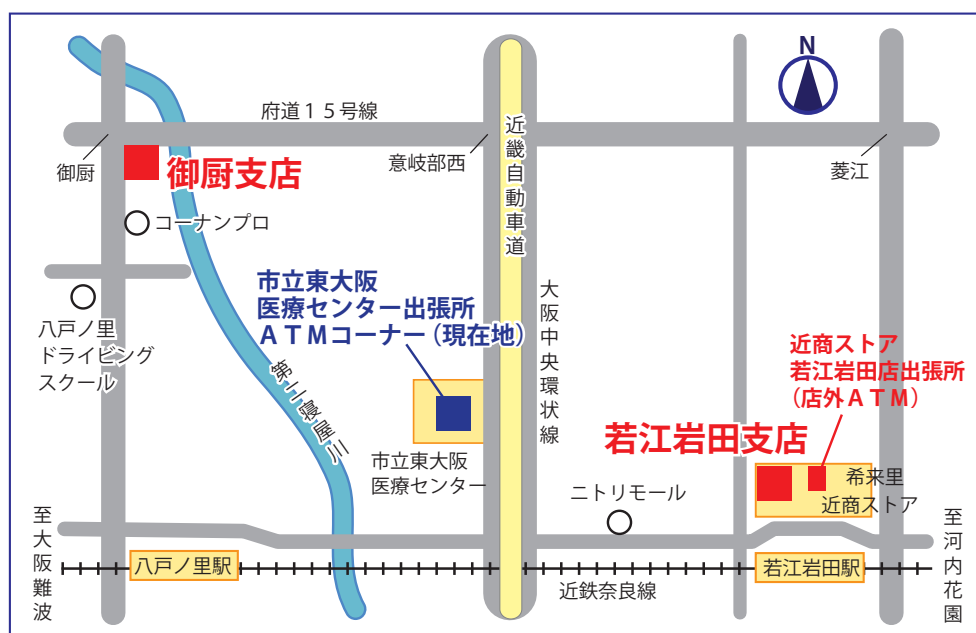 N
府道１５号線
御厨
御厨支店
意岐部西
近畿自動車道
菱江
コーナンプロ
八戸ノ里
ドライビング
スクール
市立東大阪
医療センター出張所
ＡＴＭコーナー（現在地）
第二寝屋川
大阪中央環状線
近商ストア
若江岩田店出張所
（店外ＡＴＭ）
若江岩田支店
市立東大阪
医療センター
ニトリモール
希来里
近商ストア
至大阪難波
八戸ノ里駅
近鉄奈良線
若江岩田駅
至河内花園